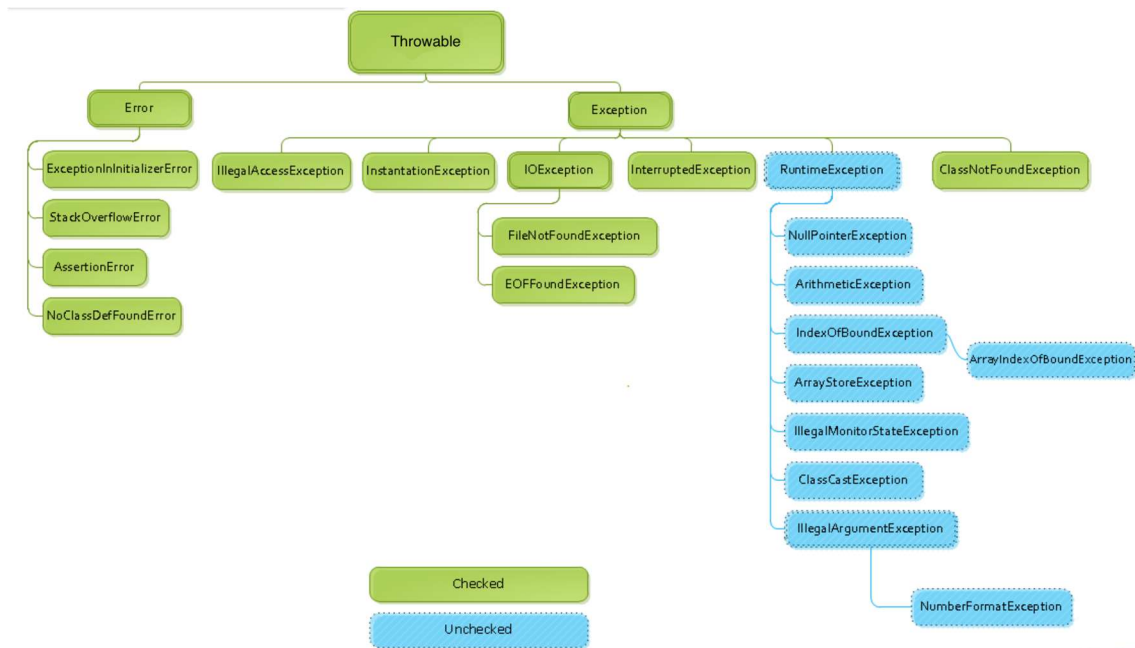 Throwable
Error
Exception
ExceptionInInitializerError
IllegalAccessException
InstantationException
IOException
InterruptedException
RuntimeException
ClassNotFoundException
StackOverflowError
FileNotFoundException
NullPointerException
AssertionError
EOFFoundException
ArithmeticException
NoClassDefFoundError
IndexOfBoundException
ArrayIndexOfBoundException
ArrayStoreException
IllegalMonitorStateException
ClassCastException
IllegalArgumentException
Checked
NumberFormatException
Unchecked